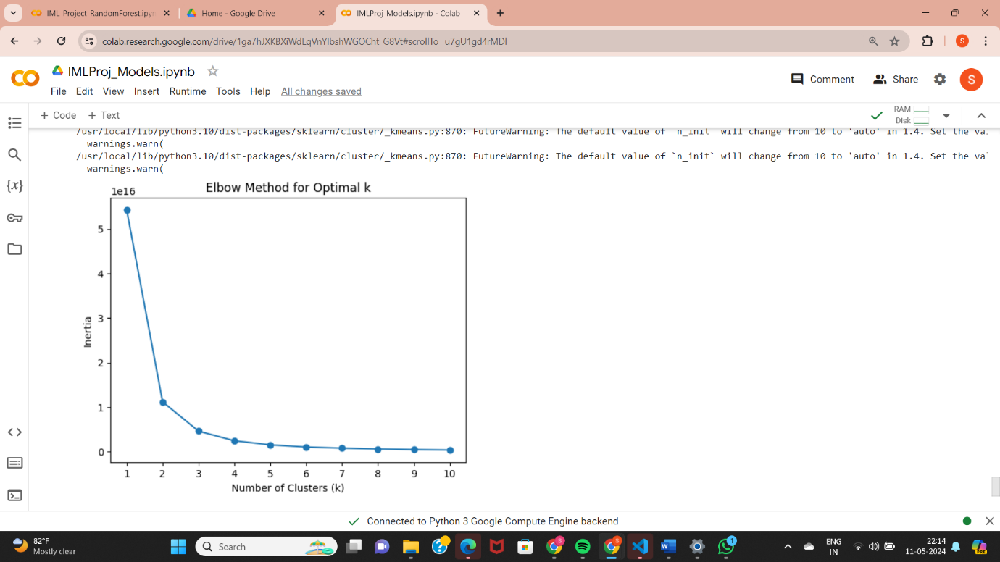 IML_Project_RandomForest.ipyn
Home - Google Drive
IMLProj_Models.ipynb - Colab
colab.research.google.com/drive/1ga7hJXKBXiWdLqVnYIbshWGOCht_G8Vt#scrollTo=u7gU1gd4rMDl
S
CO
IMLProj_Models.ipynb
Comment
Share
S
File Edit View Insert Runtime Tools Help All changes saved
+ Code + Text
RAM
Disk
/usr/local/lib/python3.10/dist-packages/sklearn/cluster/_kmeans.py:870: FutureWarning: The default value of `n_init` will change from 10 to 'auto' in 1.4. Set the val
warnings.warn(
/usr/local/lib/python3.10/dist-packages/sklearn/cluster/_kmeans.py:870: FutureWarning: The default value of `n_init` will change from 10 to 'auto' in 1.4. Set the val
warnings.warn(
{x}
Elbow Method for Optimal k
1e16
5
4
3
2
1
0
Inertia
1 2 3 4 5 6 7 8 9 10
Number of Clusters (k)
Connected to Python 3 Google Compute Engine backend
82°F
Mostly clear
Search
ENG
IN
22:14
11-05-2024